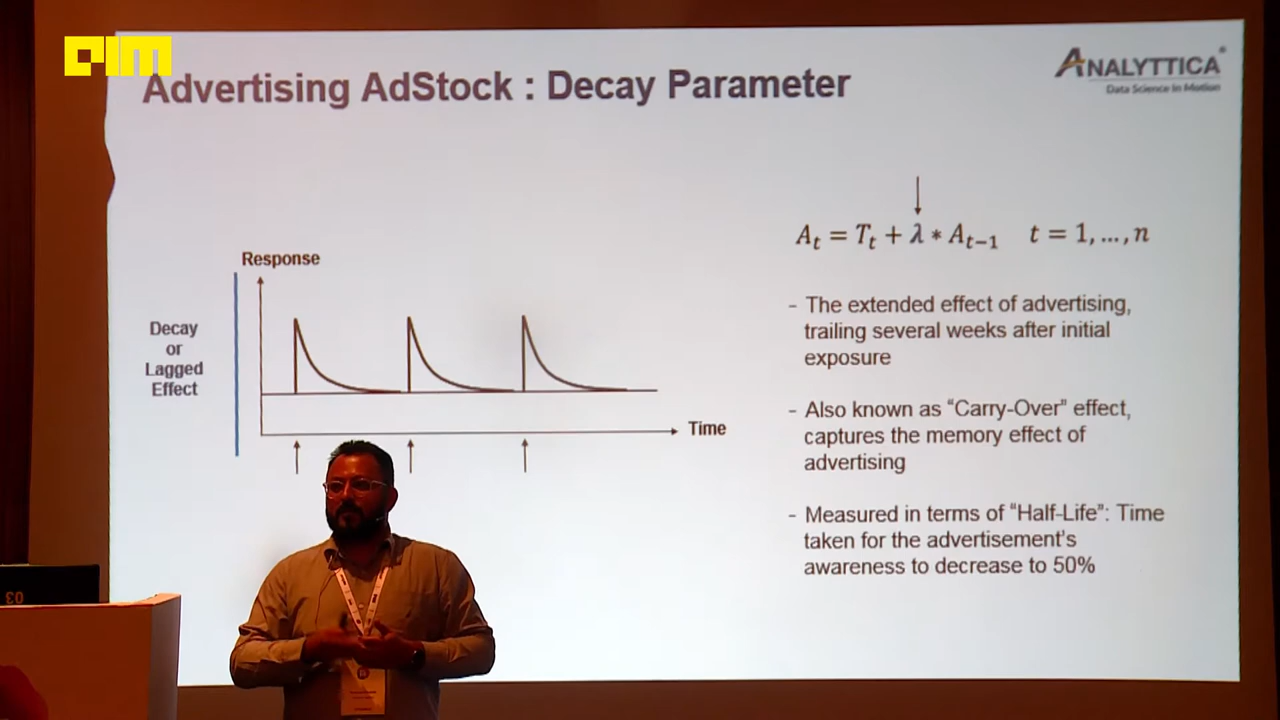 AIM
Advertising AdStock : Decay Parameter
ANALYTTICA®
Data Science In Motion
A_t = T_t + λ * A_{t−1}   t = 1, ..., n
Response
Decay
or
Lagged
Effect
Time
- The extended effect of advertising,
trailing several weeks after initial
exposure
- Also known as “Carry-Over” effect,
captures the memory effect of
advertising
- Measured in terms of “Half-Life”: Time
taken for the advertisement's
awareness to decrease to 50%